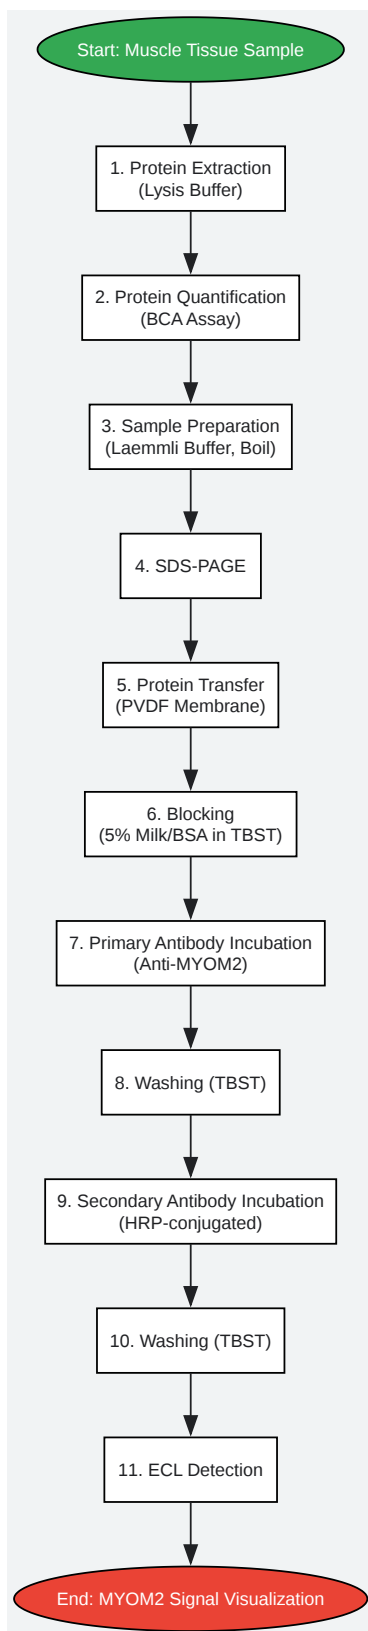 Start: Muscle Tissue Sample
1. Protein Extraction
(Lysis Buffer)
2. Protein Quantification
(BCA Assay)
3. Sample Preparation
(Laemmli Buffer, Boil)
4. SDS-PAGE
5. Protein Transfer
(PVDF Membrane)
6. Blocking
(5% Milk/BSA in TBST)
7. Primary Antibody Incubation
(Anti-MYOM2)
8. Washing (TBST)
9. Secondary Antibody Incubation
(HRP-conjugated)
10. Washing (TBST)
11. ECL Detection
End: MYOM2 Signal Visualization